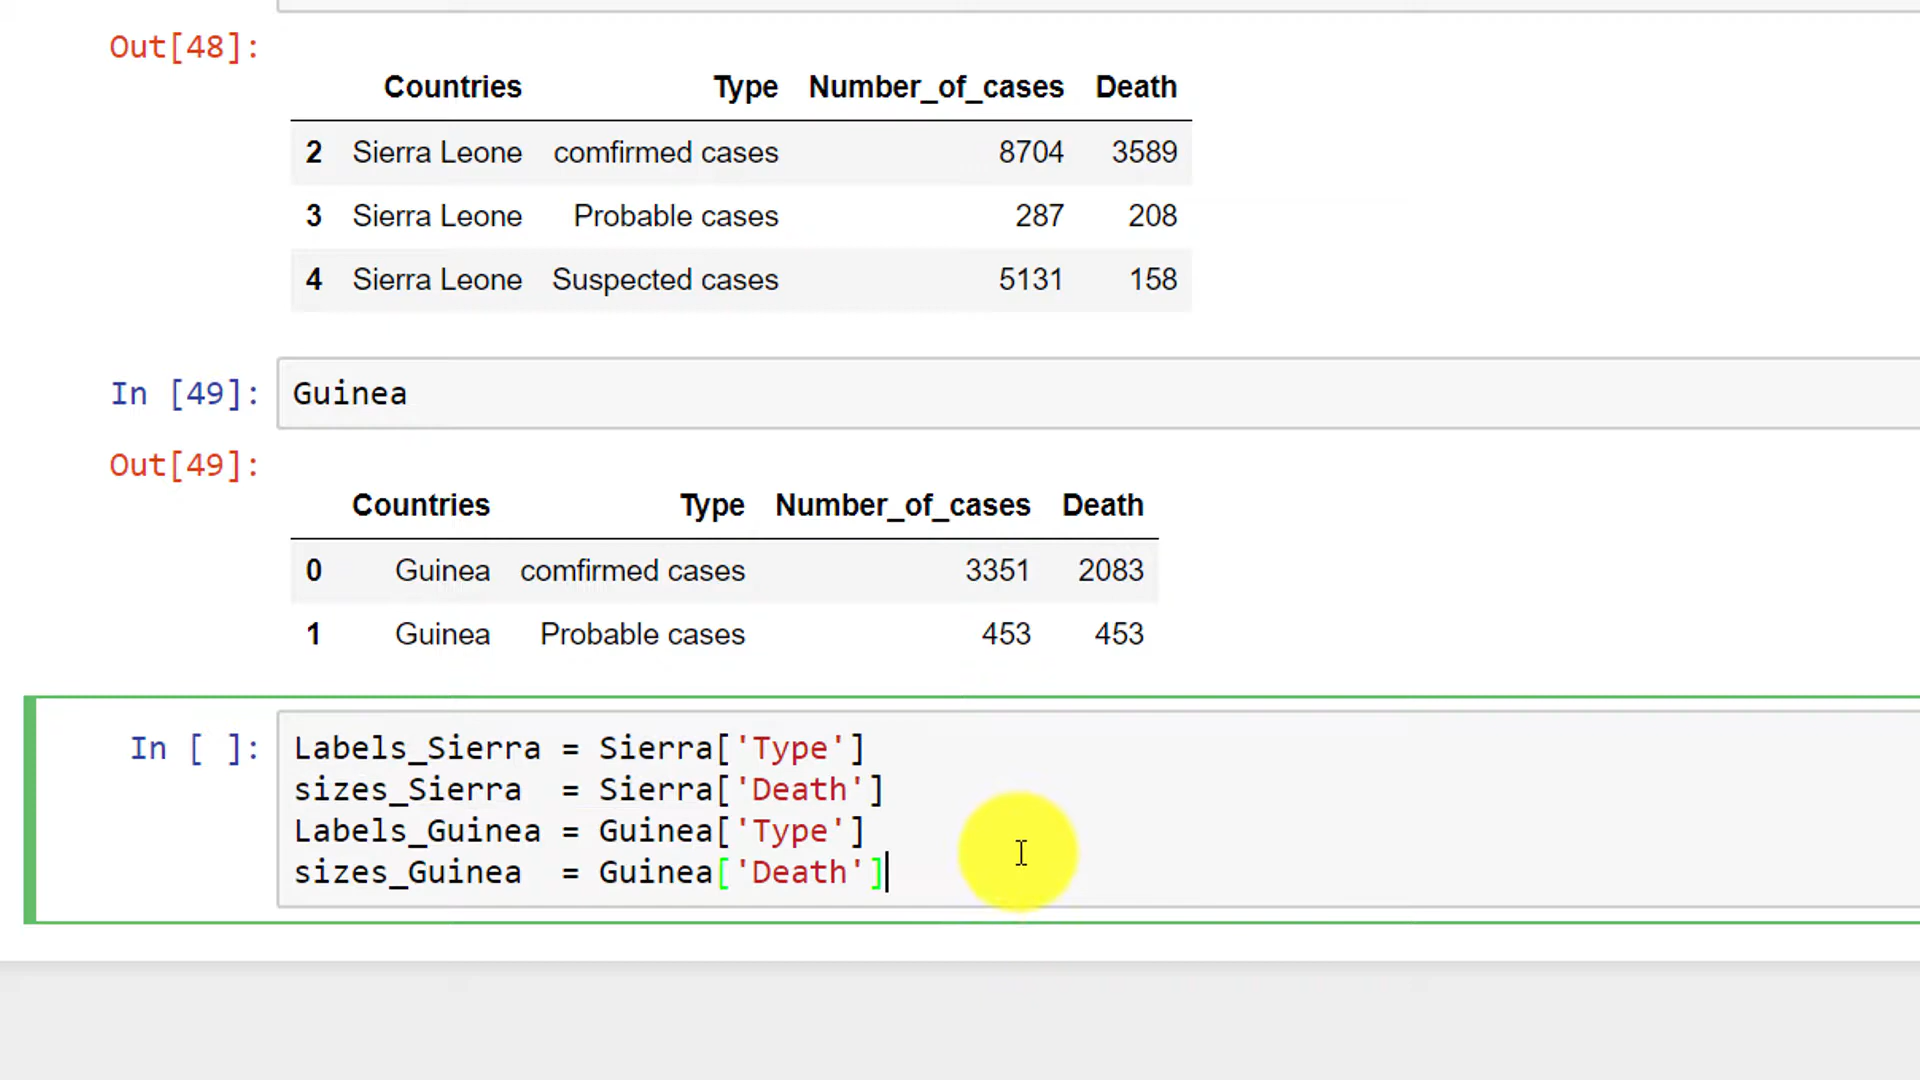 Out[48]:
Countries Type Number_of_cases Death
2 Sierra Leone comfirmed cases 8704 3589
3 Sierra Leone Probable cases 287 208
4 Sierra Leone Suspected cases 5131 158
In [49]: Guinea
Out[49]:
Countries Type Number_of_cases Death
0 Guinea comfirmed cases 3351 2083
1 Guinea Probable cases 453 453
In [ ]: Labels_Sierra = Sierra['Type']
sizes_Sierra  = Sierra['Death']
Labels_Guinea = Guinea['Type']
sizes_Guinea  = Guinea['Death']